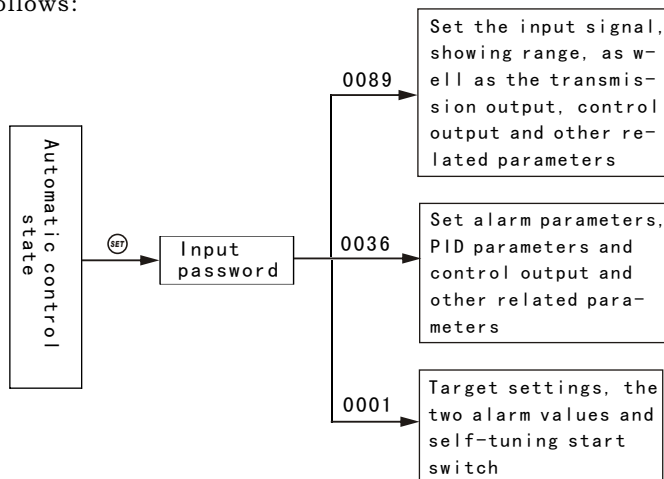 ollows:
Automatic control
state
SET
Input
password
0089
Set the input signal,
showing range, as w-
ell as the transmis-
sion output, control
output and other re-
lated parameters
0036
Set alarm parameters,
PID parameters and
control output and
other related para-
meters
0001
Target settings, the
two alarm values and
self-tuning start
switch